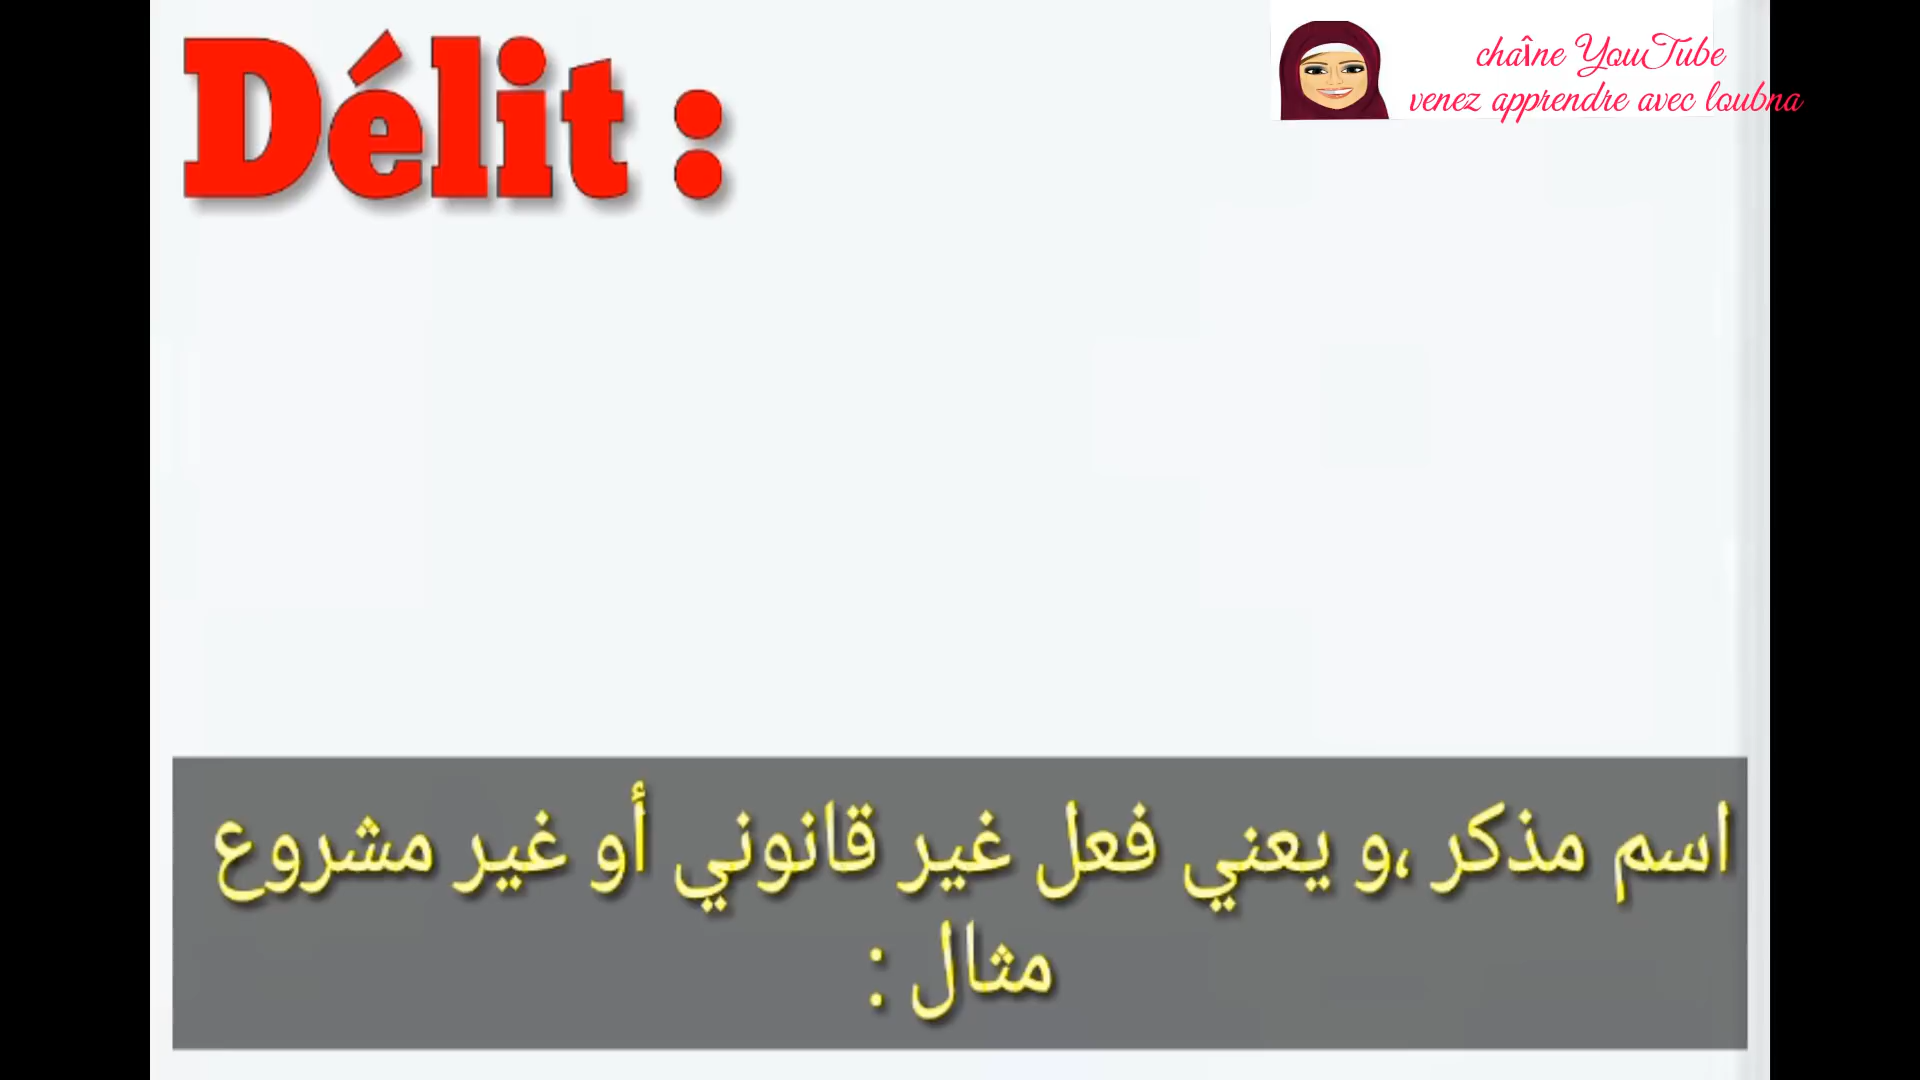 Délit :
chaîne YouTube
venez apprendre avec loubna
اسم مذكر ،و يعني فعل غير قانوني أو غير مشروع
مثال :